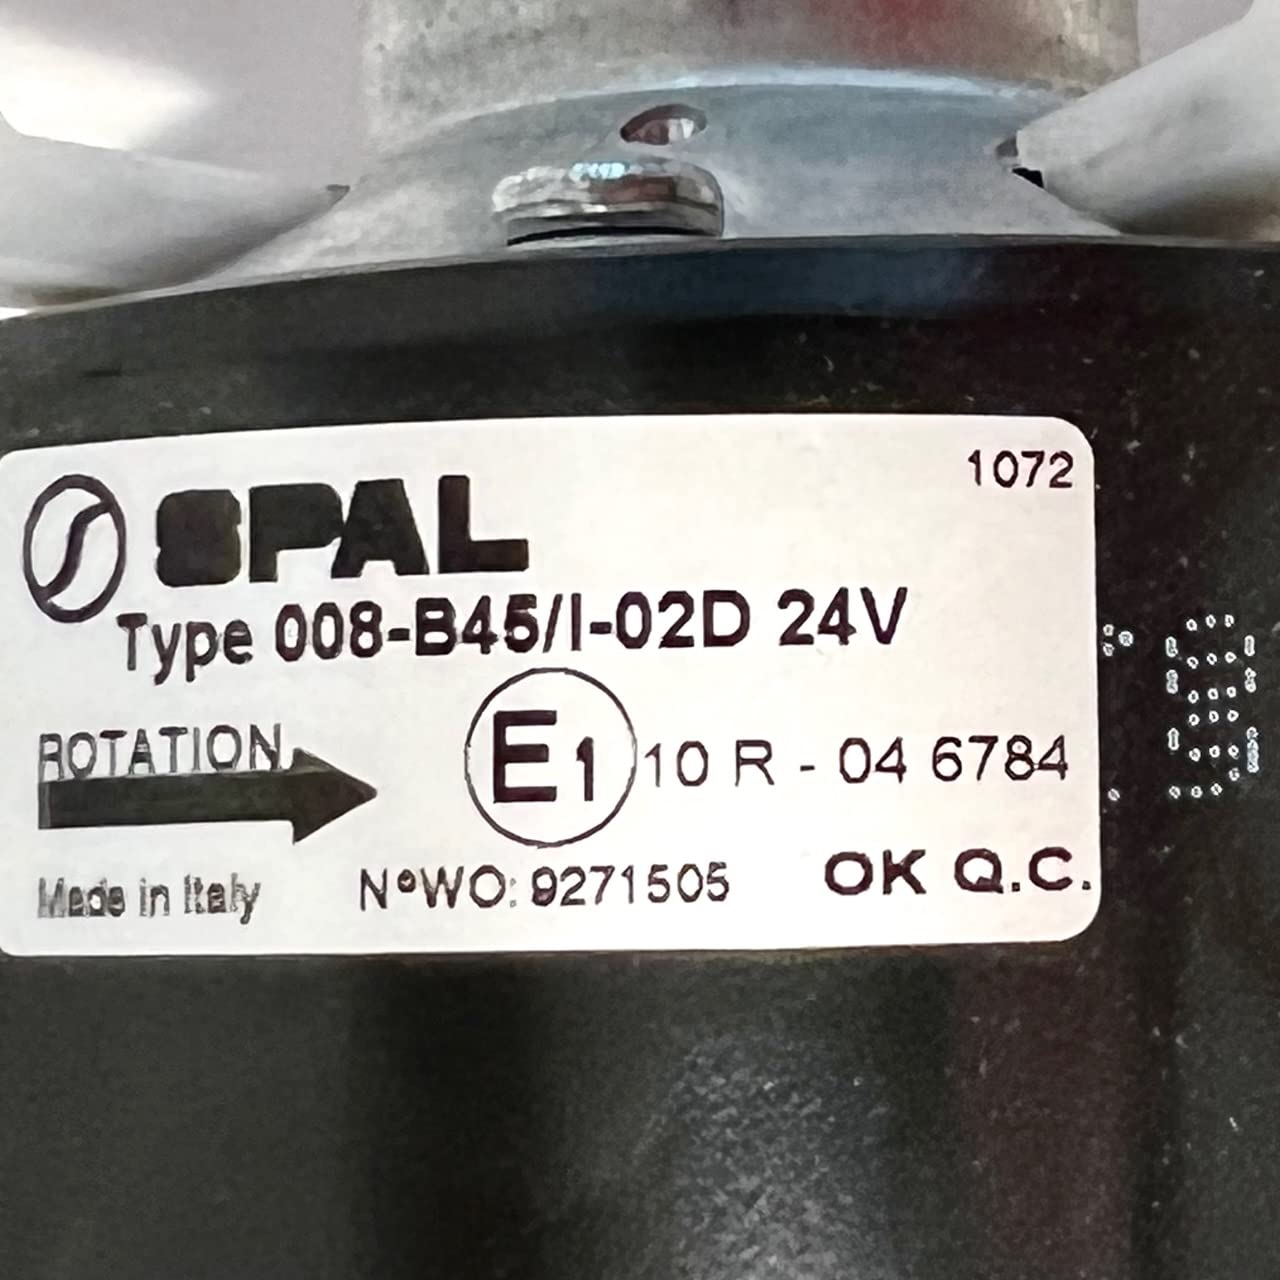 1072
SPAL
Type 008-B45/I-02D 24V
ROTATION
E1 10 R - 04 6784
Made in Italy N°WO: 9271505 OK Q.C.